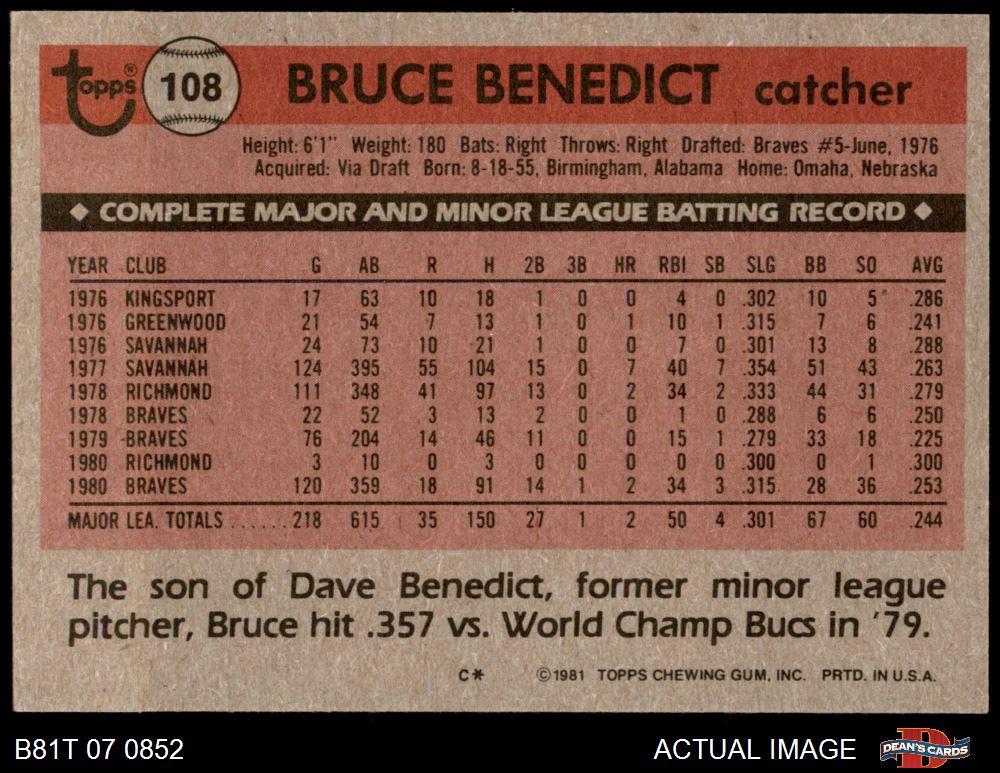 topps® 108 BRUCE BENEDICT catcher
Height: 6'1" Weight: 180 Bats: Right Throws: Right Drafted: Braves #5-June, 1976
Acquired: Via Draft Born: 8-18-55, Birmingham, Alabama Home: Omaha, Nebraska
◆ COMPLETE MAJOR AND MINOR LEAGUE BATTING RECORD ◆
YEAR CLUB G AB R H 2B 3B HR RBI SB SLG BB SO AVG
1976 KINGSPORT 17 63 10 18 1 0 0 4 0 .302 10 5 .286
1976 GREENWOOD 21 54 7 13 1 0 1 10 1 .315 7 6 .241
1976 SAVANNAH 24 73 10 21 1 0 0 7 0 .301 13 8 .288
1977 SAVANNAH 124 395 55 104 15 0 7 40 7 .354 51 43 .263
1978 RICHMOND 111 348 41 97 13 0 2 34 2 .333 44 31 .279
1978 BRAVES 22 52 3 13 2 0 0 1 0 .288 6 6 .250
1979 BRAVES 76 204 14 46 11 0 0 15 1 .279 33 18 .225
1980 RICHMOND 3 10 0 3 0 0 0 0 0 .300 0 1 .300
1980 BRAVES 120 359 18 91 14 1 2 34 3 .315 28 36 .253
MAJOR LEA. TOTALS ......218 615 35 150 27 1 2 50 4 .301 67 60 .244
The son of Dave Benedict, former minor league
pitcher, Bruce hit .357 vs. World Champ Bucs in '79.
C* ©1981 TOPPS CHEWING GUM, INC. PRTD. IN U.S.A.
B81T 07 0852 ACTUAL IMAGE D DEAN'S CARDS